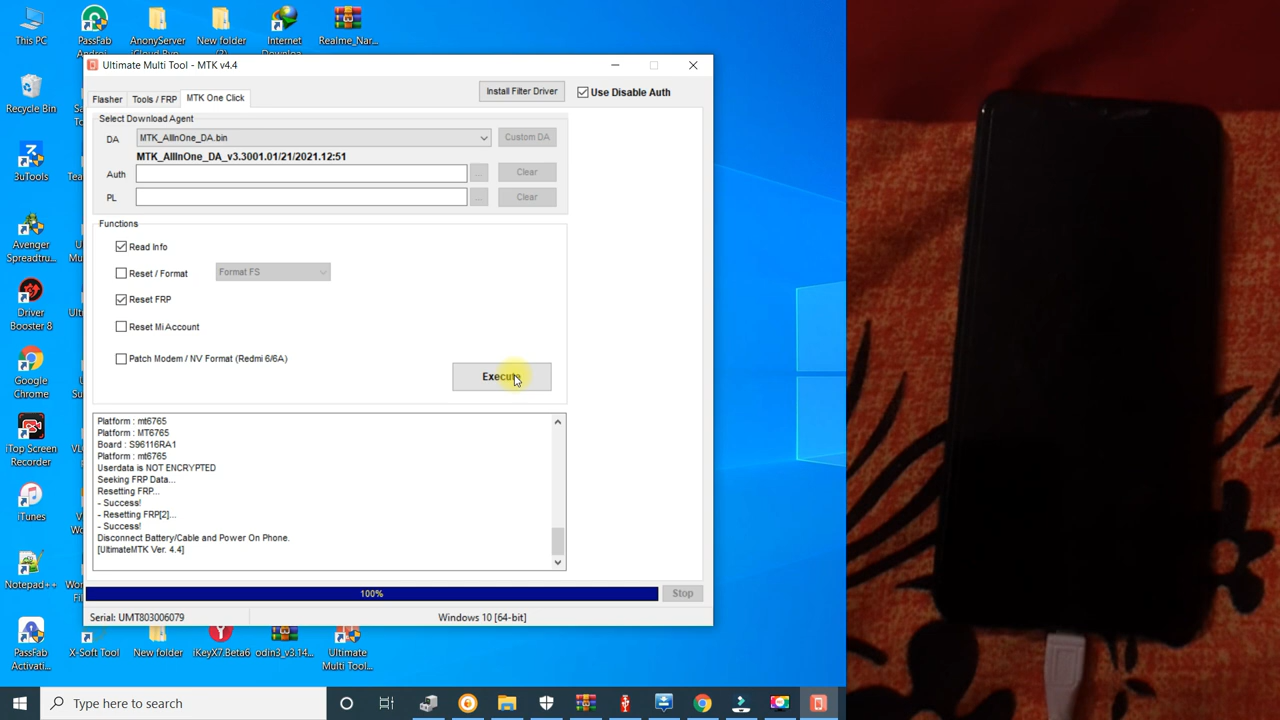 This PC
PassFab
Androi...
AnonyServer
iCloud Byp...
New folder
(2)
Internet
Downloa...
Realme_Nar...
Ultimate Multi Tool - MTK v4.4
Recycle Bin
Flasher
Tools / FRP
MTK One Click
Install Filter Driver
Use Disable Auth
Select Download Agent
DA
MTK_AllInOne_DA.bin
Custom DA
MTK_AllInOne_DA_v3.3001.01/21/2021.12:51
Auth
...
Clear
PL
...
Clear
3uTools
Functions
Read Info
Reset / Format
Format FS
Reset FRP
Reset Mi Account
Patch Modem / NV Format (Redmi 6/6A)
Execute
Avenger
Spreadtru...
Driver
Booster 8
Google
Chrome
iTop Screen
Recorder
iTunes
Notepad++
Platform : mt6765
Platform : MT6765
Board : S96116RA1
Platform : mt6765
Userdata is NOT ENCRYPTED
Seeking FRP Data...
Resetting FRP...
- Success!
- Resetting FRP[2]...
- Success!
Disconnect Battery/Cable and Power On Phone.
[UltimateMTK Ver. 4.4]
100%
Stop
Serial: UMT803006079
Windows 10 [64-bit]
PassFab
Activati...
X-Soft Tool
New folder
iKeyX7.Beta6
odin3_v3.14...
Ultimate
Multi Tool...
Type here to search